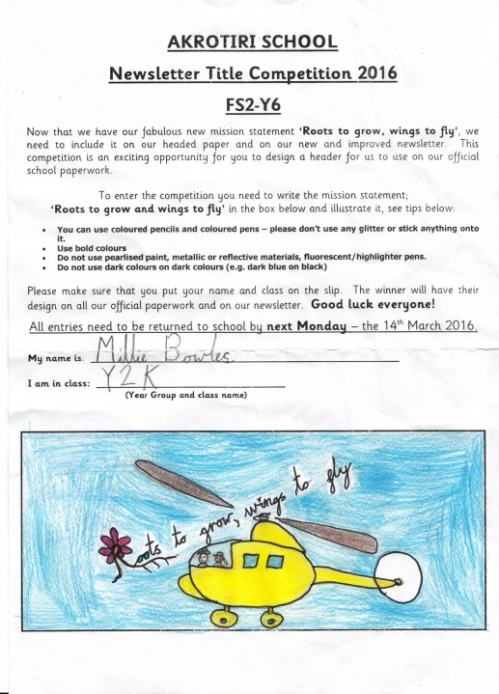 AKROTIRI SCHOOL
Newsletter Title Competition 2016
FS2-Y6
Now that we have our fabulous new mission statement ‘Roots to grow, wings to fly’, we
need to include it on our headed paper and on our new and improved newsletter. This
competition is an exciting opportunity for you to design a header for us to use on our official
school paperwork.
To enter the competition you need to write the mission statement;
‘Roots to grow and wings to fly’ in the box below and illustrate it, see tips below:
• You can use coloured pencils and coloured pens – please don’t use any glitter or stick anything onto
it.
• Use bold colours
• Do not use pearlised paint, metallic or reflective materials, fluorescent/highlighter pens.
• Do not use dark colours on dark colours (e.g. dark blue on black)
Please make sure that you put your name and class on the slip. The winner will have their
design on all our official paperwork and on our newsletter. Good luck everyone!
All entries need to be returned to school by next Monday – the 14th March 2016.
My name is: Millie Bowles
I am in class: Y2K
(Year Group and class name)
Roots to grow, wings to fly